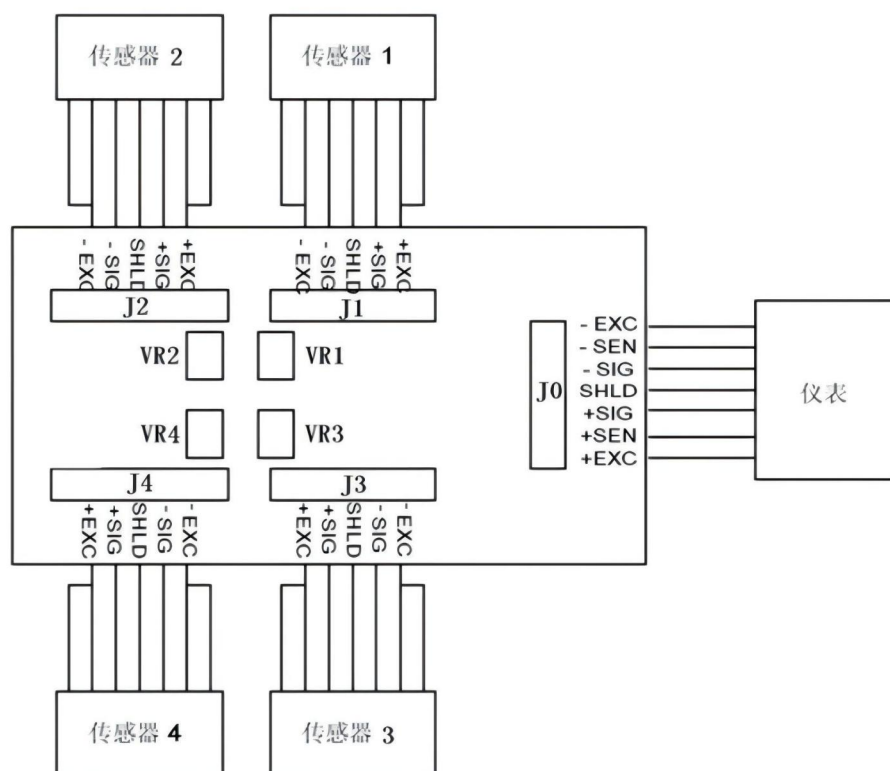 传感器 2
传感器 1
- EXC
- SIG
SHLD
+SIG
+EXC
- EXC
- SIG
SHLD
+SIG
+EXC
J2
J1
VR2
VR1
VR4
VR3
J4
J3
+EXC
+SIG
SHLD
- SIG
- EXC
+EXC
+SIG
SHLD
- SIG
- EXC
J0
- EXC
- SEN
- SIG
SHLD
+SIG
+SEN
+EXC
仪表
传感器 4
传感器 3